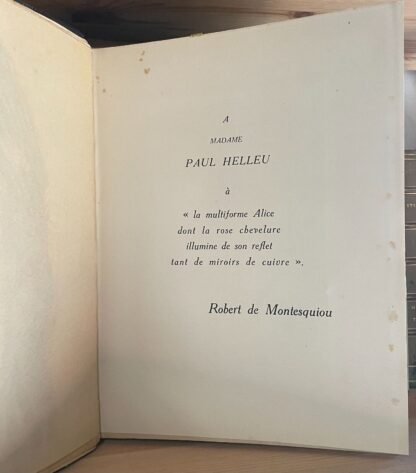 A
MADAME
PAUL HELLEU
à
« la multiforme Alice
dont la rose chevelure
illumine de son reflet
tant de miroirs de cuivre ».
Robert de Montesquiou